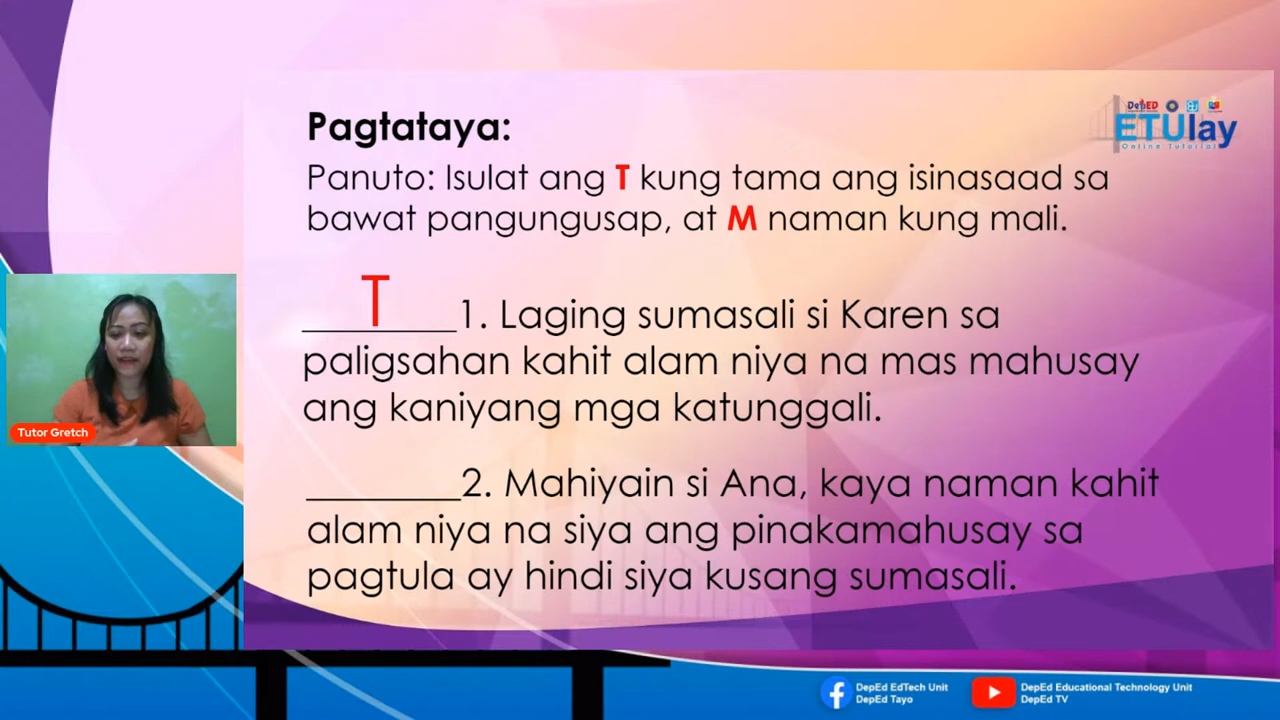 Pagtataya:
DepED
ETUlay
Online Tutorial
Panuto: Isulat ang T kung tama ang isinasaad sa
bawat pangungusap, at M naman kung mali.
T
________1. Laging sumasali si Karen sa
paligsahan kahit alam niya na mas mahusay
ang kaniyang mga katunggali.
Tutor Gretch
________2. Mahiyain si Ana, kaya naman kahit
alam niya na siya ang pinakamahusay sa
pagtula ay hindi siya kusang sumasali.
DepEd EdTech Unit
DepEd Tayo
DepEd Educational Technology Unit
DepEd TV